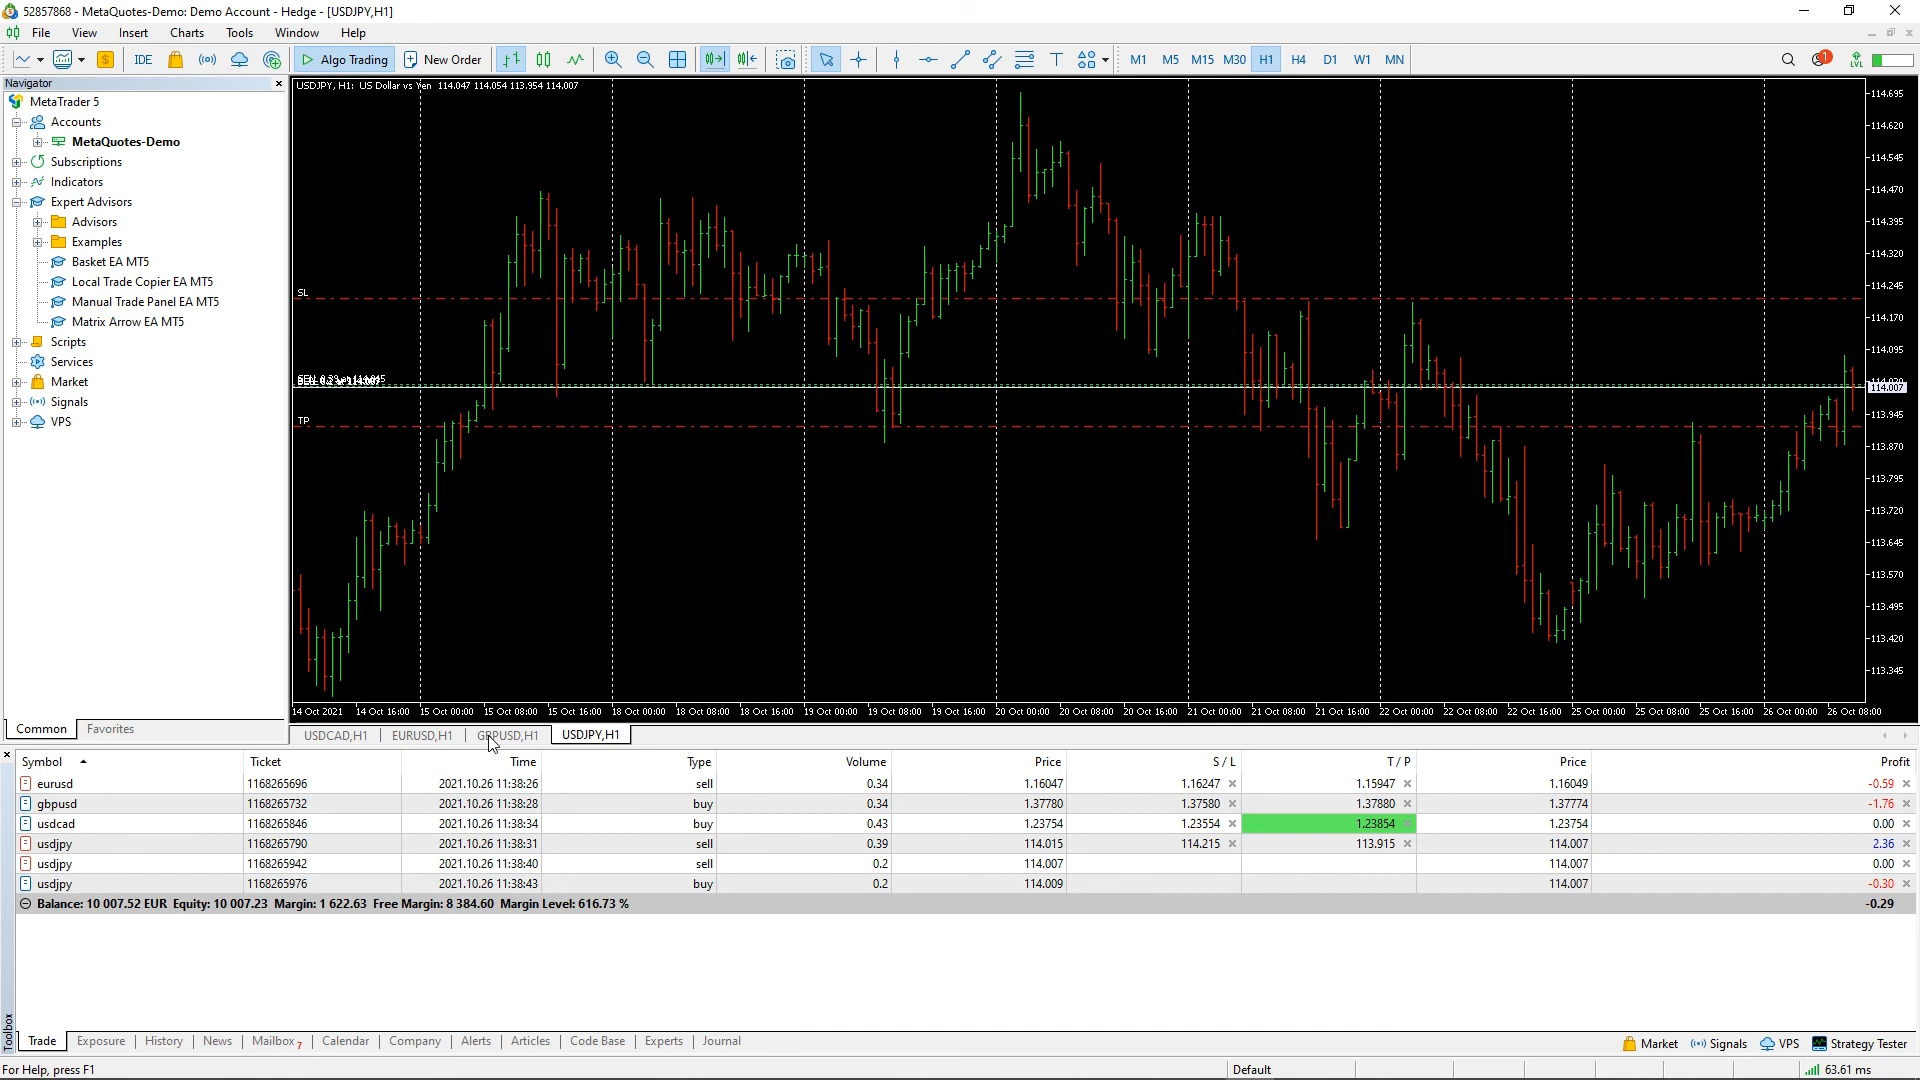 52857868 - MetaQuotes-Demo: Demo Account - Hedge - [USDJPY,H1]
File View Insert Charts Tools Window Help
IDE Algo Trading New Order M1 M5 M15 M30 H1 H4 D1 W1 MN 1 LVL
Navigator
MetaTrader 5
Accounts
MetaQuotes-Demo
Subscriptions
Indicators
Expert Advisors
Advisors
Examples
Basket EA MT5
Local Trade Copier EA MT5
Manual Trade Panel EA MT5
Matrix Arrow EA MT5
Scripts
Services
Market
Signals
VPS
Common Favorites
USDJPY, H1: US Dollar vs Yen 114.047 114.054 113.954 114.007
SL
TP
114.695
114.620
114.545
114.470
114.395
114.320
114.245
114.170
114.095
114.007
113.945
113.870
113.795
113.720
113.645
113.570
113.495
113.420
113.345
14 Oct 2021 14 Oct 16:00 15 Oct 00:00 15 Oct 08:00 15 Oct 16:00 18 Oct 00:00 18 Oct 08:00 18 Oct 16:00 19 Oct 00:00 19 Oct 08:00 19 Oct 16:00 20 Oct 00:00 20 Oct 08:00 20 Oct 16:00 21 Oct 00:00 21 Oct 08:00 21 Oct 16:00 22 Oct 00:00 22 Oct 08:00 22 Oct 16:00 25 Oct 00:00 25 Oct 08:00 25 Oct 16:00 26 Oct 00:00 26 Oct 08:00
USDCAD,H1 EURUSD,H1 GBPUSD,H1 USDJPY,H1
Symbol Ticket Time Type Volume Price S / L T / P Price Profit
eurusd 1168265696 2021.10.26 11:38:26 sell 0.34 1.16047 1.16247 1.15947 1.16049 -0.59
gbpusd 1168265732 2021.10.26 11:38:28 buy 0.34 1.37780 1.37580 1.37880 1.37774 -1.76
usdcad 1168265846 2021.10.26 11:38:34 buy 0.43 1.23754 1.23554 1.23854 1.23754 0.00
usdjpy 1168265790 2021.10.26 11:38:31 sell 0.39 114.015 114.215 113.915 114.007 2.36
usdjpy 1168265942 2021.10.26 11:38:40 sell 0.2 114.007 114.007 0.00
usdjpy 1168265976 2021.10.26 11:38:43 buy 0.2 114.009 114.007 -0.30
Balance: 10 007.52 EUR Equity: 10 007.23 Margin: 1 622.63 Free Margin: 8 384.60 Margin Level: 616.73 % -0.29
Toolbox
Trade Exposure History News Mailbox 7 Calendar Company Alerts Articles Code Base Experts Journal Market Signals VPS Strategy Tester
For Help, press F1 Default 63.61 ms